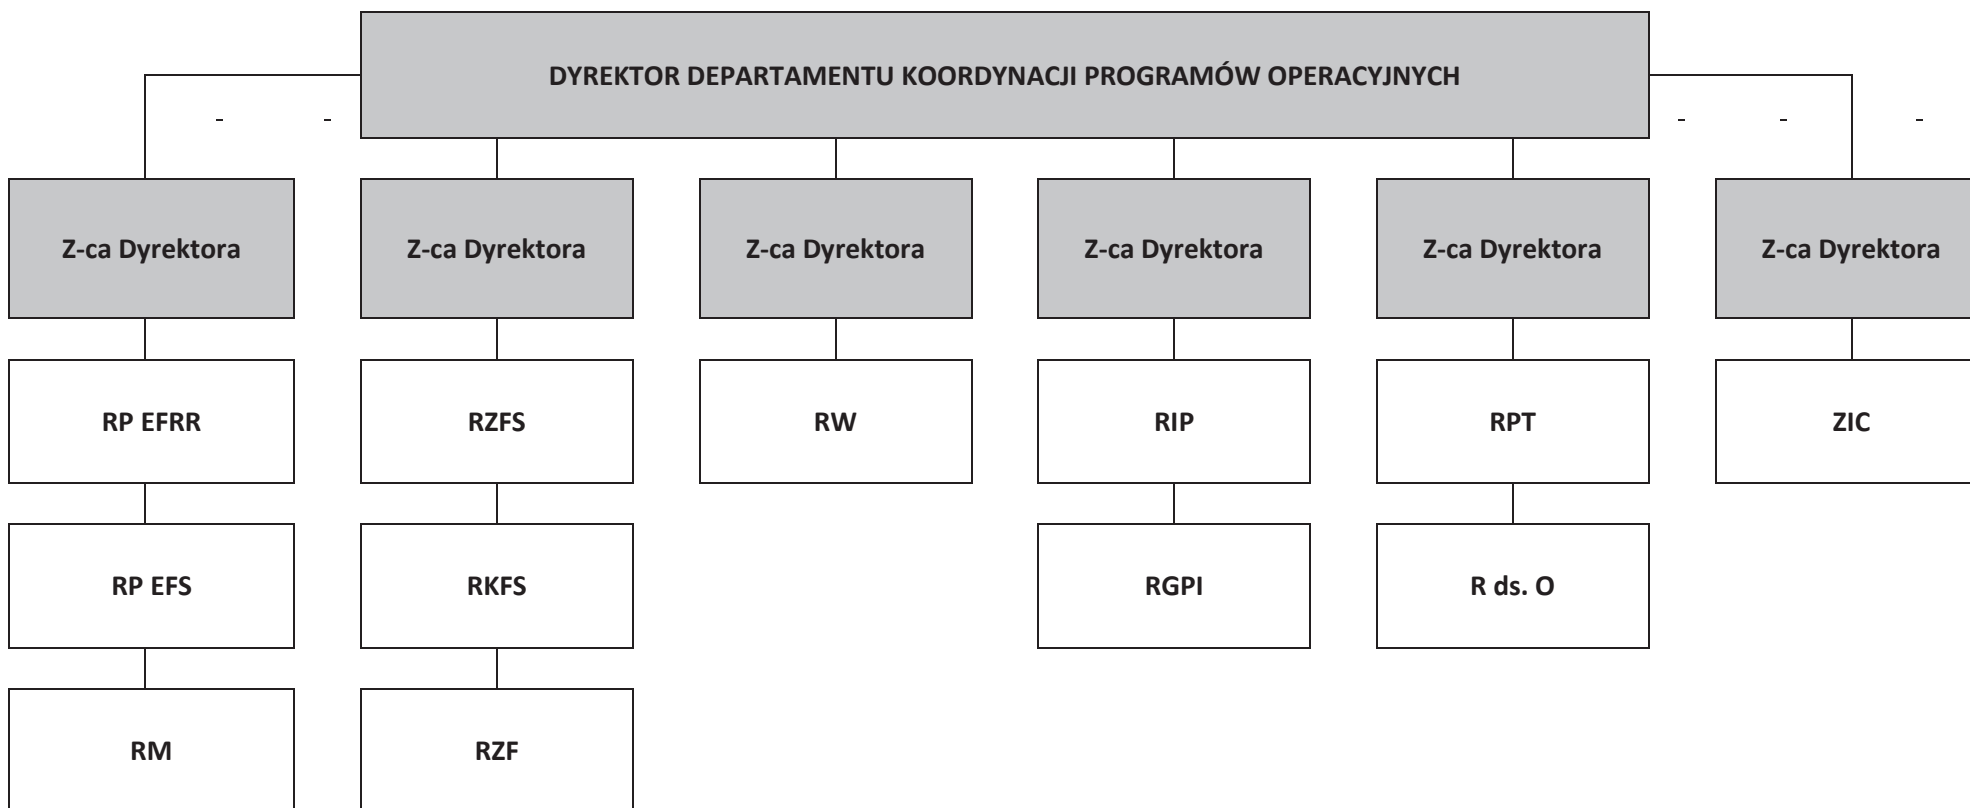 DYREKTOR DEPARTAMENTU KOORDYNACJI PROGRAMÓW OPERACYJNYCH
Z-ca Dyrektora
Z-ca Dyrektora
Z-ca Dyrektora
Z-ca Dyrektora
Z-ca Dyrektora
Z-ca Dyrektora
RP EFRR
RZFS
RW
RIP
RPT
ZIC
RP EFS
RKFS
RGPI
R ds. O
RM
RZF